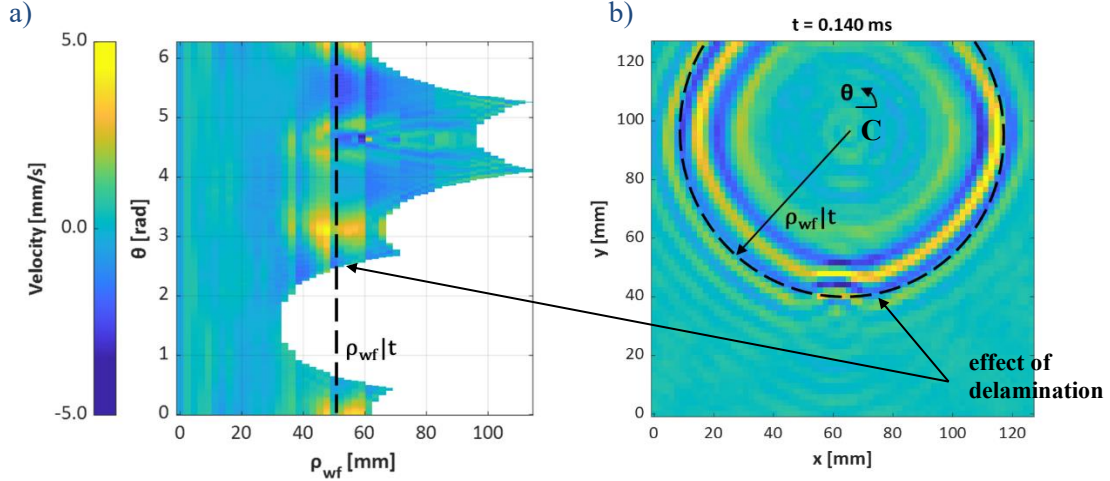 a)
5.0
0.0
-5.0
Velocity [mm/s]
θ [rad]
6
5
4
3
2
1
0
0 20 40 60 80 100
ρwf [mm]
ρwf|t
b)
t = 0.140 ms
θ
C
ρwf|t
y [mm]
120
100
80
60
40
20
0
0 20 40 60 80 100 120
x [mm]
effect of
delamination